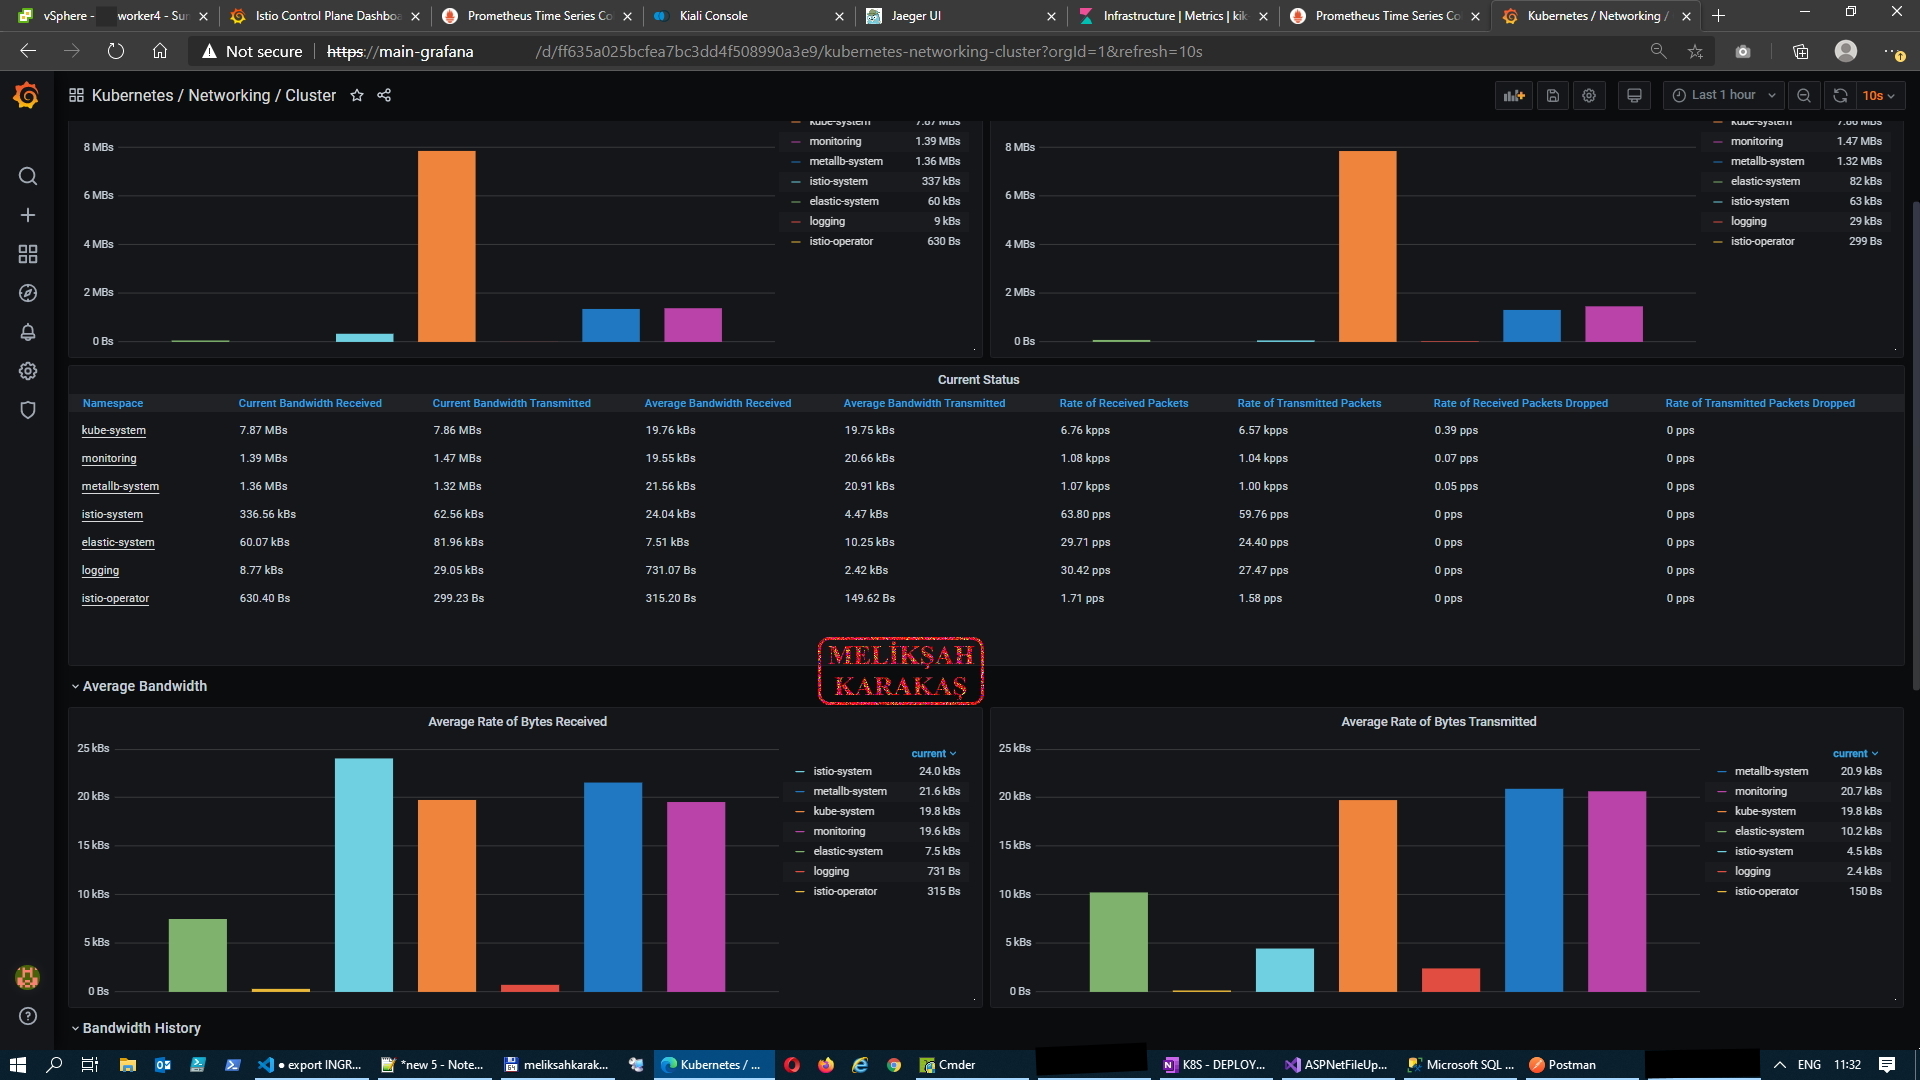 vSphere - worker4 - Sun
Istio Control Plane Dashboa
Prometheus Time Series Co
Kiali Console
Jaeger UI
Infrastructure | Metrics | kik
Prometheus Time Series Co
Kubernetes / Networking /
Not secure https://main-grafana /d/ff635a025bcfea7bc3dd4f508990a3e9/kubernetes-networking-cluster?orgId=1&refresh=10s
Kubernetes / Networking / Cluster
Last 1 hour
10s
8 MBs
6 MBs
4 MBs
2 MBs
0 Bs
kube-system 7.87 MBs
monitoring 1.39 MBs
metallb-system 1.36 MBs
istio-system 337 kBs
elastic-system 60 kBs
logging 9 kBs
istio-operator 630 Bs
8 MBs
6 MBs
4 MBs
2 MBs
0 Bs
kube-system 7.86 MBs
monitoring 1.47 MBs
metallb-system 1.32 MBs
elastic-system 82 kBs
istio-system 63 kBs
logging 29 kBs
istio-operator 299 Bs
Current Status
Namespace Current Bandwidth Received Current Bandwidth Transmitted Average Bandwidth Received Average Bandwidth Transmitted Rate of Received Packets Rate of Transmitted Packets Rate of Received Packets Dropped Rate of Transmitted Packets Dropped
kube-system 7.87 MBs 7.86 MBs 19.76 kBs 19.75 kBs 6.76 kpps 6.57 kpps 0.39 pps 0 pps
monitoring 1.39 MBs 1.47 MBs 19.55 kBs 20.66 kBs 1.08 kpps 1.04 kpps 0.07 pps 0 pps
metallb-system 1.36 MBs 1.32 MBs 21.56 kBs 20.91 kBs 1.07 kpps 1.00 kpps 0.05 pps 0 pps
istio-system 336.56 kBs 62.56 kBs 24.04 kBs 4.47 kBs 63.80 pps 59.76 pps 0 pps 0 pps
elastic-system 60.07 kBs 81.96 kBs 7.51 kBs 10.25 kBs 29.71 pps 24.40 pps 0 pps 0 pps
logging 8.77 kBs 29.05 kBs 731.07 Bs 2.42 kBs 30.42 pps 27.47 pps 0 pps 0 pps
istio-operator 630.40 Bs 299.23 Bs 315.20 Bs 149.62 Bs 1.71 pps 1.58 pps 0 pps 0 pps
MELİKŞAH
KARAKAŞ
Average Bandwidth
Average Rate of Bytes Received
25 kBs
20 kBs
15 kBs
10 kBs
5 kBs
0 Bs
current
istio-system 24.0 kBs
metallb-system 21.6 kBs
kube-system 19.8 kBs
monitoring 19.6 kBs
elastic-system 7.5 kBs
logging 731 Bs
istio-operator 315 Bs
Average Rate of Bytes Transmitted
25 kBs
20 kBs
15 kBs
10 kBs
5 kBs
0 Bs
current
metallb-system 20.9 kBs
monitoring 20.7 kBs
kube-system 19.8 kBs
elastic-system 10.2 kBs
istio-system 4.5 kBs
logging 2.4 kBs
istio-operator 150 Bs
Bandwidth History
● export INGR...
*new 5 - Note...
meliksahkarak...
Kubernetes / ...
Cmder
K8S - DEPLOY...
ASPNetFileUp...
Microsoft SQL ...
Postman
ENG 11:32